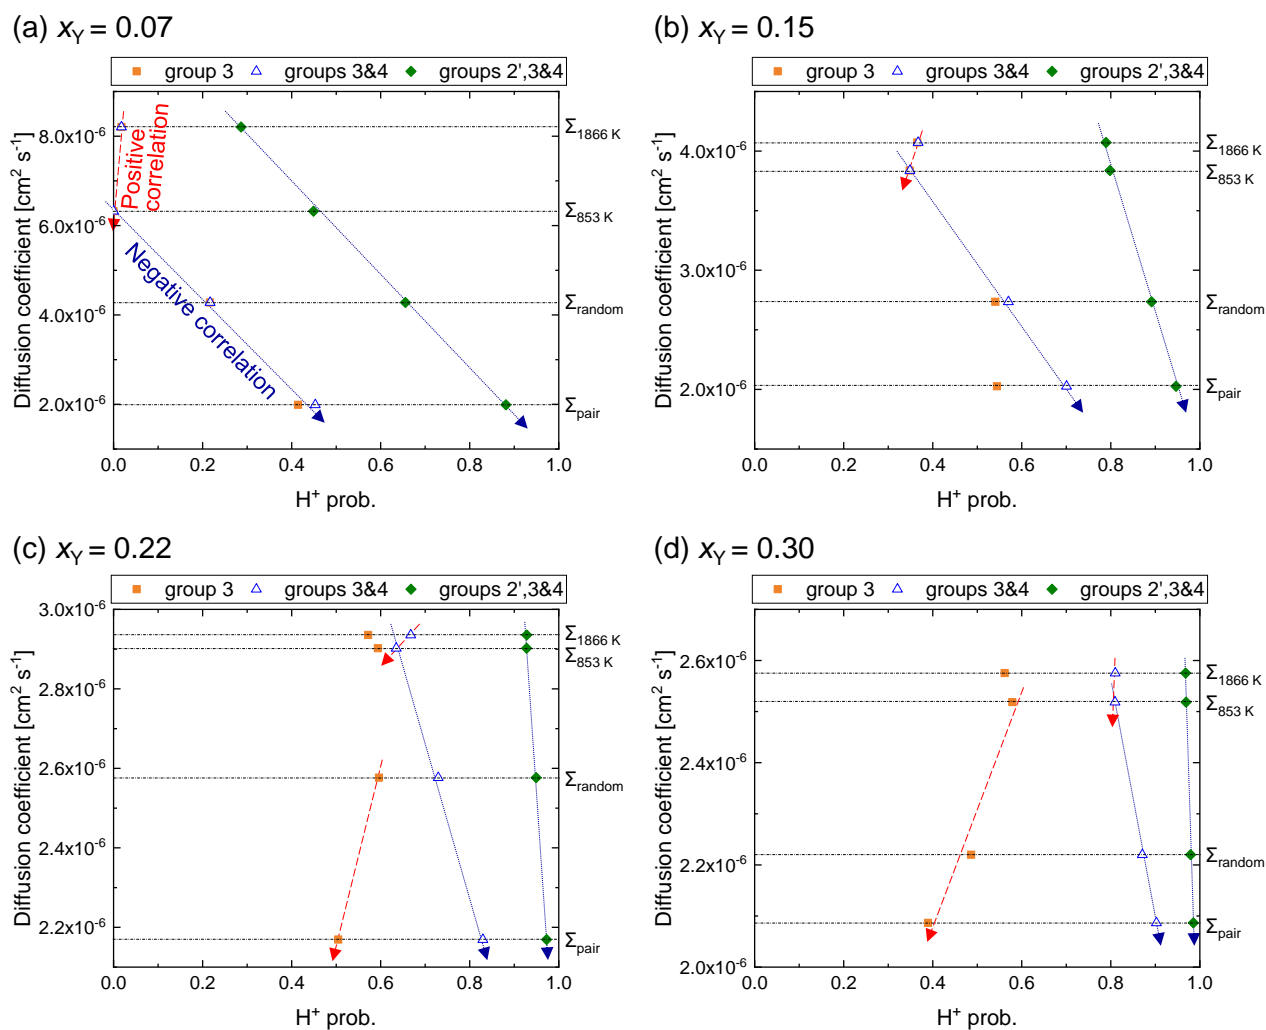 (a) x_Y = 0.07
group 3 groups 3&4 groups 2',3&4
Diffusion coefficient [cm² s⁻¹]
8.0x10⁻⁶
6.0x10⁻⁶
4.0x10⁻⁶
2.0x10⁻⁶
Positive
correlation
Negative correlation
Σ1866 K
Σ853 K
Σrandom
Σpair
0.0 0.2 0.4 0.6 0.8 1.0
H⁺ prob.
(b) x_Y = 0.15
group 3 groups 3&4 groups 2',3&4
Diffusion coefficient [cm² s⁻¹]
4.0x10⁻⁶
3.0x10⁻⁶
2.0x10⁻⁶
Σ1866 K
Σ853 K
Σrandom
Σpair
0.0 0.2 0.4 0.6 0.8 1.0
H⁺ prob.
(c) x_Y = 0.22
group 3 groups 3&4 groups 2',3&4
Diffusion coefficient [cm² s⁻¹]
3.0x10⁻⁶
2.8x10⁻⁶
2.6x10⁻⁶
2.4x10⁻⁶
2.2x10⁻⁶
Σ1866 K
Σ853 K
Σrandom
Σpair
0.0 0.2 0.4 0.6 0.8 1.0
H⁺ prob.
(d) x_Y = 0.30
group 3 groups 3&4 groups 2',3&4
Diffusion coefficient [cm² s⁻¹]
2.6x10⁻⁶
2.4x10⁻⁶
2.2x10⁻⁶
2.0x10⁻⁶
Σ1866 K
Σ853 K
Σrandom
Σpair
0.0 0.2 0.4 0.6 0.8 1.0
H⁺ prob.